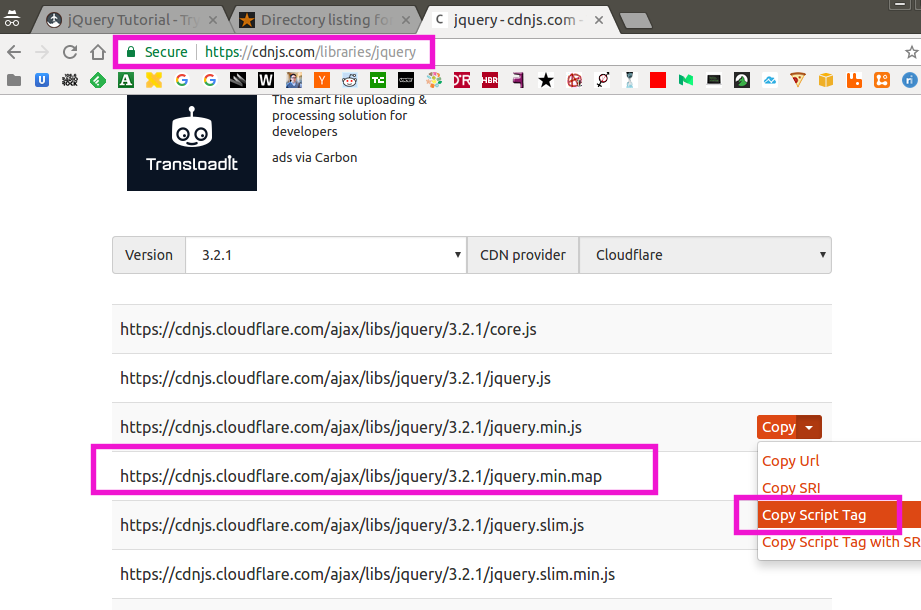 jQuery Tutorial - Try
Directory listing for
C jquery - cdnjs.com -
Secure https://cdnjs.com/libraries/jquery
The smart file uploading &
processing solution for
developers
ads via Carbon
Transloadit
Version 3.2.1 CDN provider Cloudflare
https://cdnjs.cloudflare.com/ajax/libs/jquery/3.2.1/core.js
https://cdnjs.cloudflare.com/ajax/libs/jquery/3.2.1/jquery.js
https://cdnjs.cloudflare.com/ajax/libs/jquery/3.2.1/jquery.min.js
Copy
Copy Url
https://cdnjs.cloudflare.com/ajax/libs/jquery/3.2.1/jquery.min.map
Copy SRI
Copy Script Tag
https://cdnjs.cloudflare.com/ajax/libs/jquery/3.2.1/jquery.slim.js
Copy Script Tag with SR
https://cdnjs.cloudflare.com/ajax/libs/jquery/3.2.1/jquery.slim.min.js